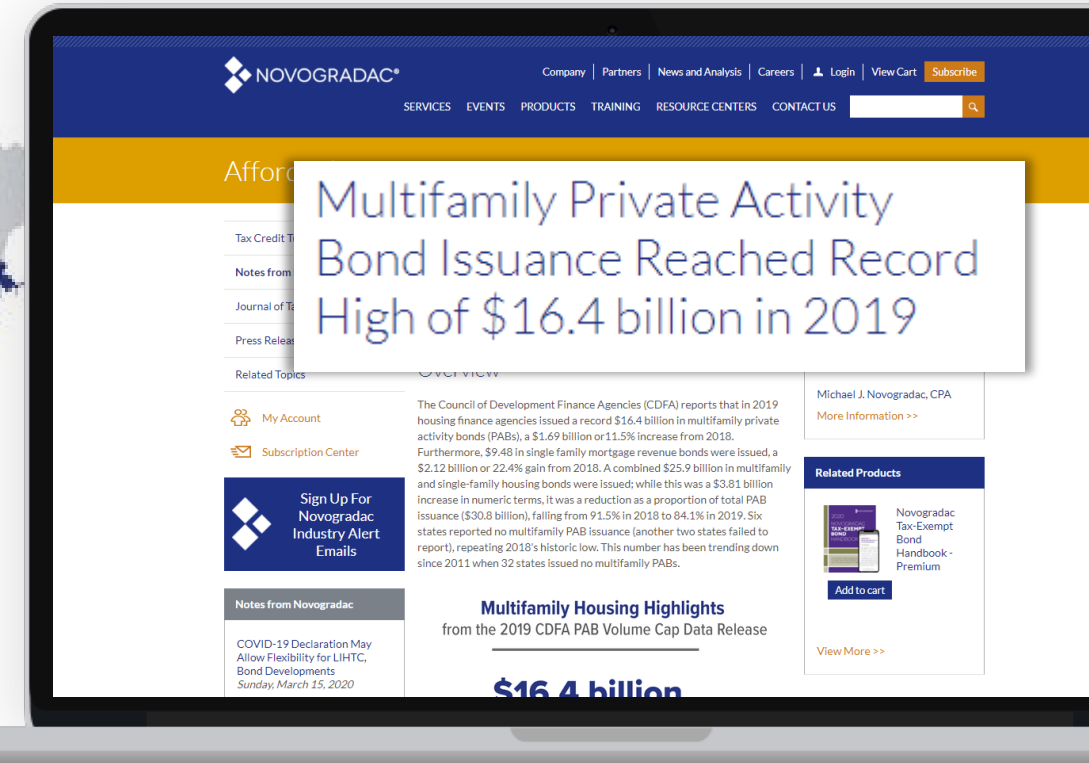 NOVOGRADAC®
Company | Partners | News and Analysis | Careers | Login | View Cart Subscribe
SERVICES EVENTS PRODUCTS TRAINING RESOURCE CENTERS CONTACT US
Multifamily Private Activity
Bond Issuance Reached Record
High of $16.4 billion in 2019
Tax Credit
Notes from
Journal of
Press
Related Topics
My Account
Subscription Center
Sign Up For
Novogradac
Industry Alert
Emails
Notes from Novogradac
COVID-19 Declaration May
Allow Flexibility for LIHTC,
Bond Developments
Sunday, March 15, 2020
Overview
The Council of Development Finance Agencies (CDFA) reports that in 2019
housing finance agencies issued a record $16.4 billion in multifamily private
activity bonds (PABs), a $1.69 billion or11.5% increase from 2018.
Furthermore, $9.48 in single family mortgage revenue bonds were issued, a
$2.12 billion or 22.4% gain from 2018. A combined $25.9 billion in multifamily
and single-family housing bonds were issued; while this was a $3.81 billion
increase in numeric terms, it was a reduction as a proportion of total PAB
issuance ($30.8 billion), falling from 91.5% in 2018 to 84.1% in 2019. Six
states reported no multifamily PAB issuance (another two states failed to
report), repeating 2018's historic low. This number has been trending down
since 2011 when 32 states issued no multifamily PABs.
Multifamily Housing Highlights
from the 2019 CDFA PAB Volume Cap Data Release
$16.4 billion
Michael J. Novogradac, CPA
More Information >>
Related Products
2020
NOVOGRADAC
TAX-EXEMPT
BOND
HANDBOOK
Novogradac
Tax-Exempt
Bond
Handbook -
Premium
Add to cart
View More >>